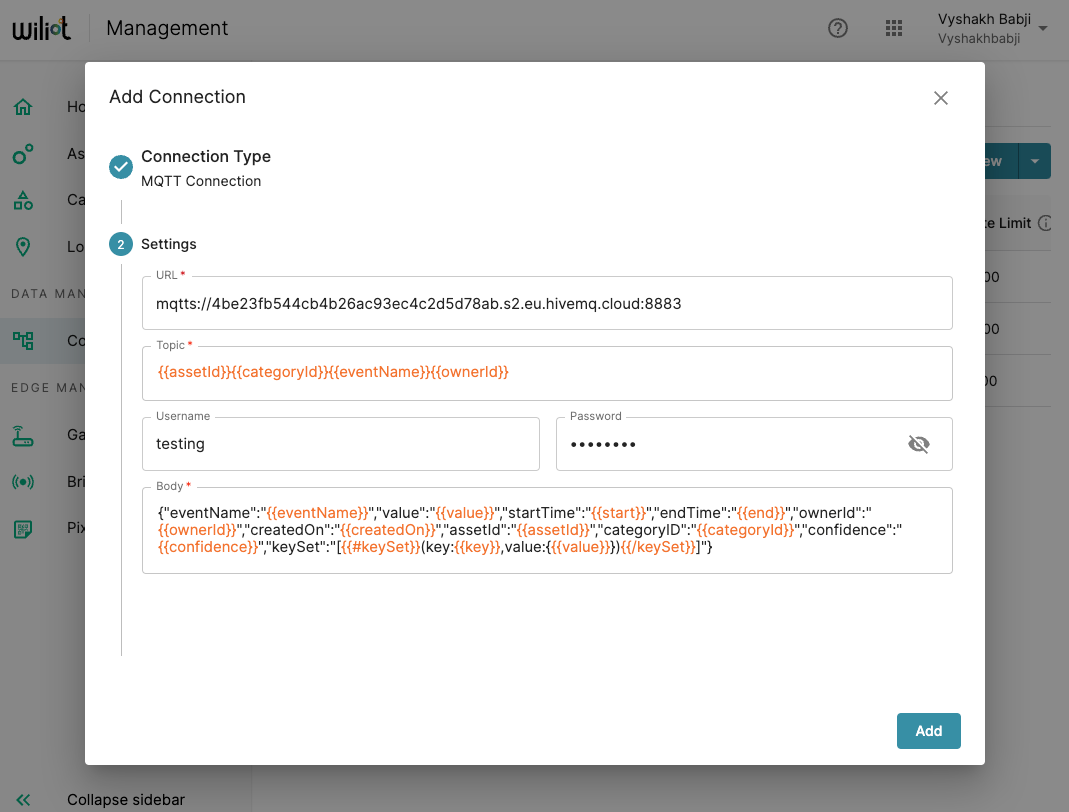 wiliot
Management
Vyshakh Babji
Vyshakhbabji
Add Connection
Connection Type
MQTT Connection
2
Settings
URL *
mqtts://4be23fb544cb4b26ac93ec4c2d5d78ab.s2.eu.hivemq.cloud:8883
Topic *
{{assetId}}{{categoryId}}{{eventName}}{{ownerId}}
Username
testing
Password
••••••••
Body *
{"eventName":"{{eventName}}","value":"{{value}}","startTime":"{{start}}","endTime":"{{end}}","ownerId":"
{{ownerId}}","createdOn":"{{createdOn}}","assetId":"{{assetId}}","categoryID":"{{categoryId}}","confidence":"
{{confidence}}","keySet":"[{{#keySet}}(key:{{key}},value:{{{value}}}){{/keySet}}]"}
Add
Ho
As
Ca
Lo
DATA MAN
Co
EDGE MAN
Ga
Bri
Pix
Collapse sidebar
ew
te Limit
00
00
00